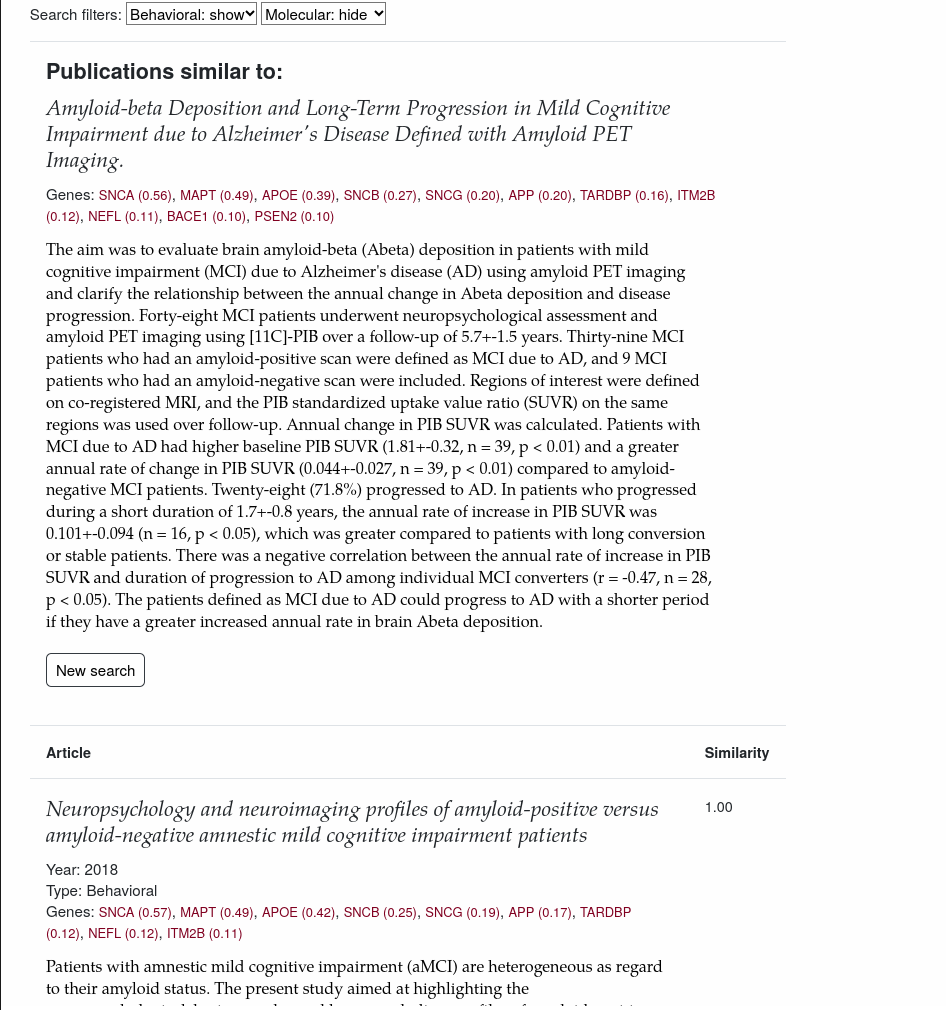 Search filters: Behavioral: show Molecular: hide
Publications similar to:
Amyloid-beta Deposition and Long-Term Progression in Mild Cognitive
Impairment due to Alzheimer's Disease Defined with Amyloid PET
Imaging.
Genes: SNCA (0.56), MAPT (0.49), APOE (0.39), SNCB (0.27), SNCG (0.20), APP (0.20), TARDBP (0.16), ITM2B
(0.12), NEFL (0.11), BACE1 (0.10), PSEN2 (0.10)
The aim was to evaluate brain amyloid-beta (Abeta) deposition in patients with mild
cognitive impairment (MCI) due to Alzheimer's disease (AD) using amyloid PET imaging
and clarify the relationship between the annual change in Abeta deposition and disease
progression. Forty-eight MCI patients underwent neuropsychological assessment and
amyloid PET imaging using [11C]-PIB over a follow-up of 5.7+-1.5 years. Thirty-nine MCI
patients who had an amyloid-positive scan were defined as MCI due to AD, and 9 MCI
patients who had an amyloid-negative scan were included. Regions of interest were defined
on co-registered MRI, and the PIB standardized uptake value ratio (SUVR) on the same
regions was used over follow-up. Annual change in PIB SUVR was calculated. Patients with
MCI due to AD had higher baseline PIB SUVR (1.81+-0.32, n = 39, p < 0.01) and a greater
annual rate of change in PIB SUVR (0.044+-0.027, n = 39, p < 0.01) compared to amyloid-
negative MCI patients. Twenty-eight (71.8%) progressed to AD. In patients who progressed
during a short duration of 1.7+-0.8 years, the annual rate of increase in PIB SUVR was
0.101+-0.094 (n = 16, p < 0.05), which was greater compared to patients with long conversion
or stable patients. There was a negative correlation between the annual rate of increase in PIB
SUVR and duration of progression to AD among individual MCI converters (r = -0.47, n = 28,
p < 0.05). The patients defined as MCI due to AD could progress to AD with a shorter period
if they have a greater increased annual rate in brain Abeta deposition.
New search
Article Similarity
Neuropsychology and neuroimaging profiles of amyloid-positive versus 1.00
amyloid-negative amnestic mild cognitive impairment patients
Year: 2018
Type: Behavioral
Genes: SNCA (0.57), MAPT (0.49), APOE (0.42), SNCB (0.25), SNCG (0.19), APP (0.17), TARDBP
(0.12), NEFL (0.12), ITM2B (0.11)
Patients with amnestic mild cognitive impairment (aMCI) are heterogeneous as regard
to their amyloid status. The present study aimed at highlighting the